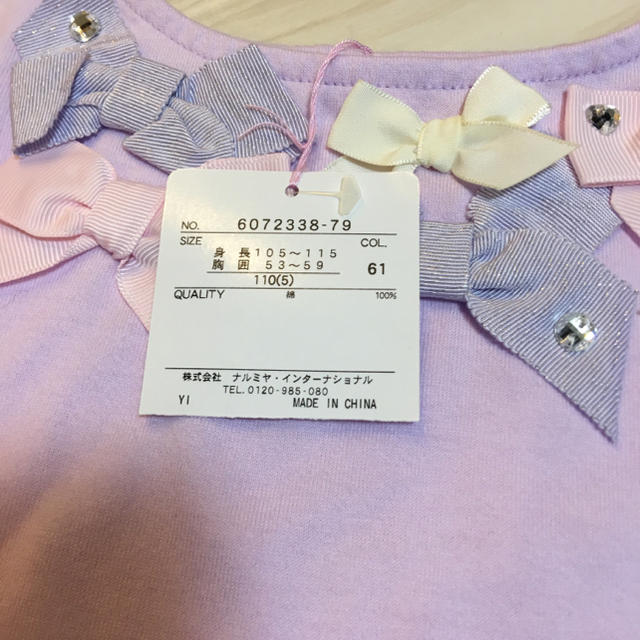 NO. 6072338-79
SIZE COL.
身 長 105〜115
胸 囲 53〜59 61
110(5)
QUALITY 綿 100%
株式会社 ナルミヤ・インターナショナル
TEL.0120-985-080
YI MADE IN CHINA